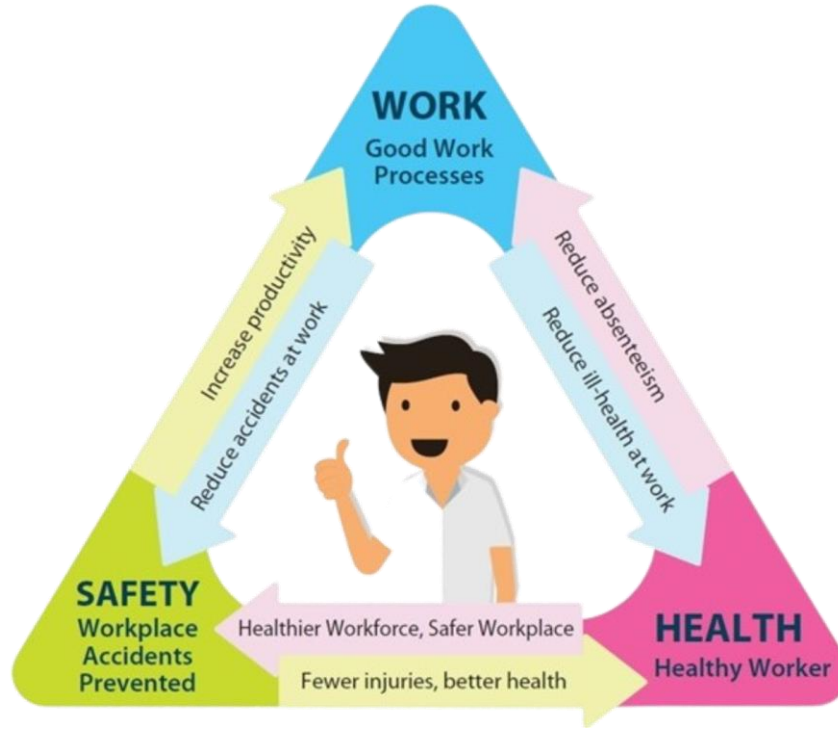 WORK
Good Work
Processes
Increase productivity
Reduce accidents at work
Reduce absenteeism
Reduce ill-health at work
SAFETY
Workplace
Accidents
Prevented
Healthier Workforce, Safer Workplace
Fewer injuries, better health
HEALTH
Healthy Worker